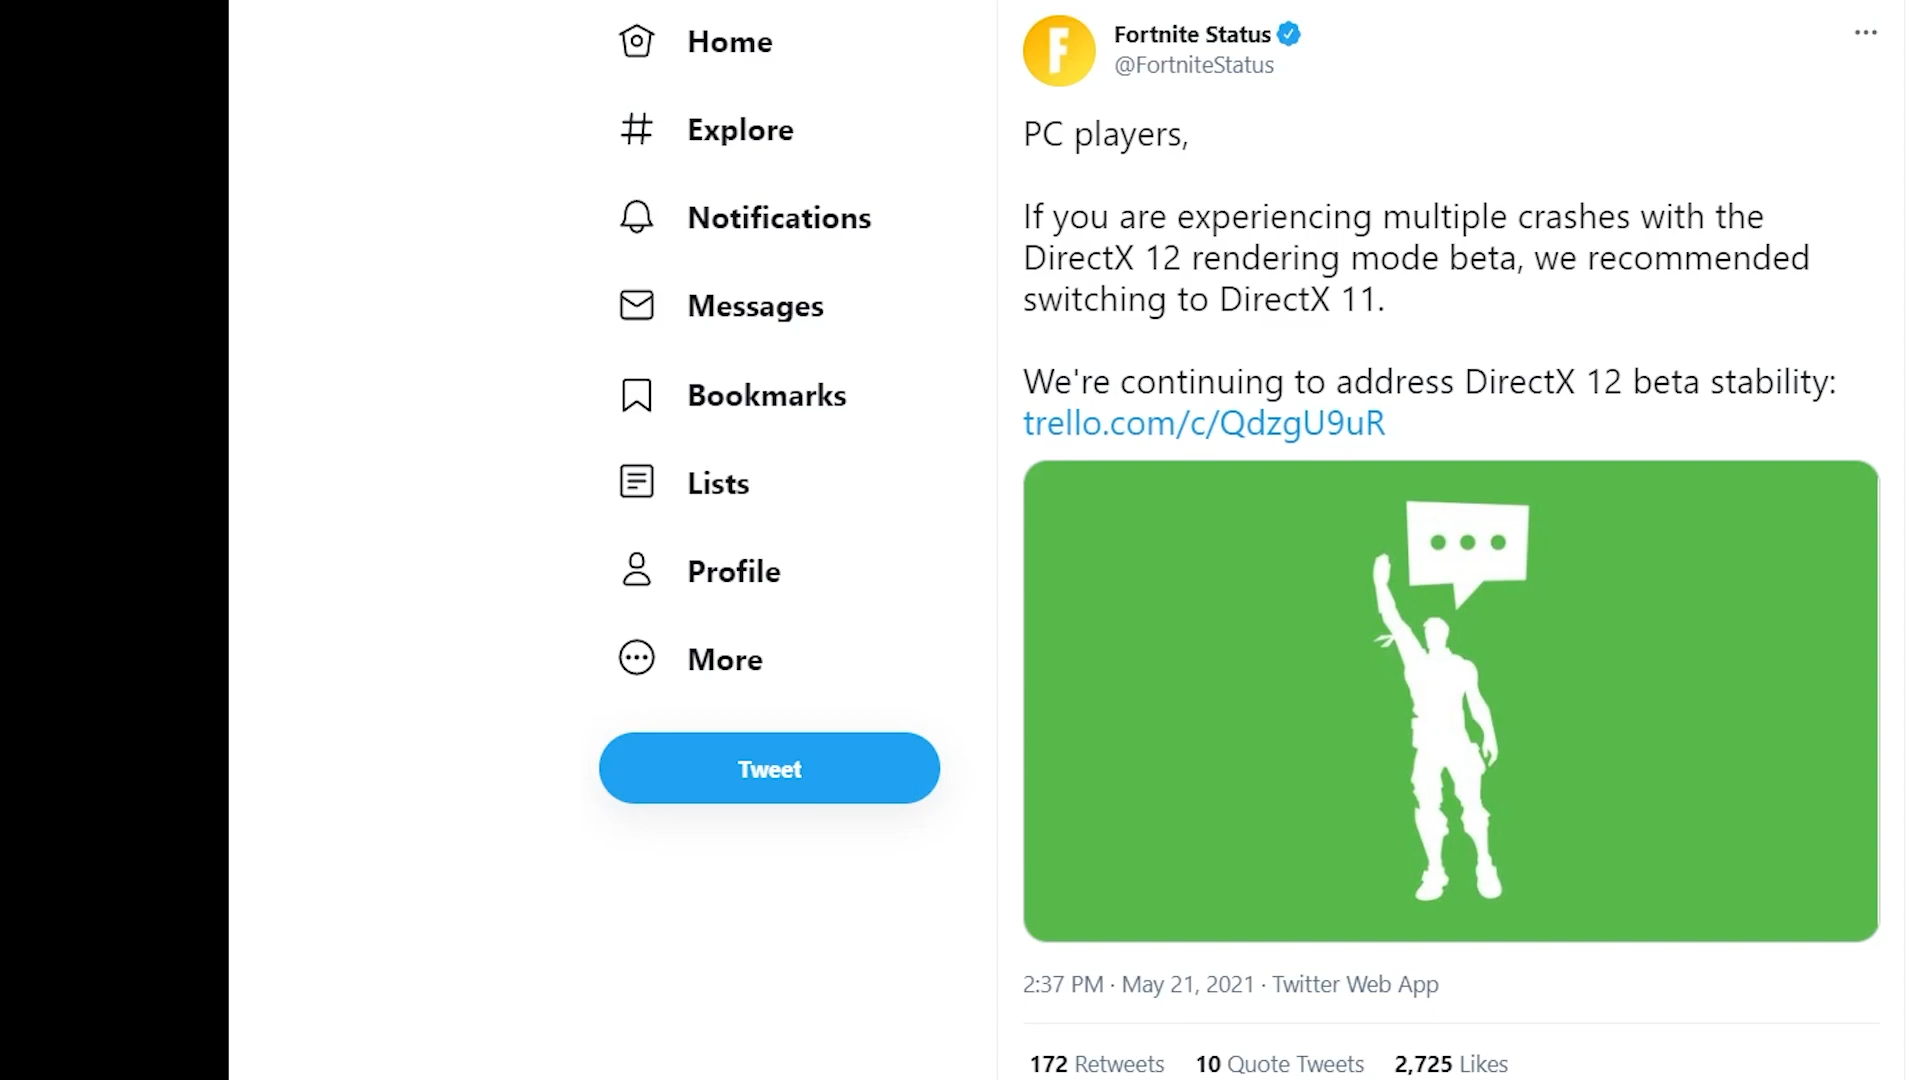 Home
Explore
Notifications
Messages
Bookmarks
Lists
Profile
More
Tweet
F
Fortnite Status
@FortniteStatus
PC players,
If you are experiencing multiple crashes with the
DirectX 12 rendering mode beta, we recommended
switching to DirectX 11.
We're continuing to address DirectX 12 beta stability:
trello.com/c/QdzgU9uR
2:37 PM · May 21, 2021 · Twitter Web App
172 Retweets 10 Quote Tweets 2,725 Likes